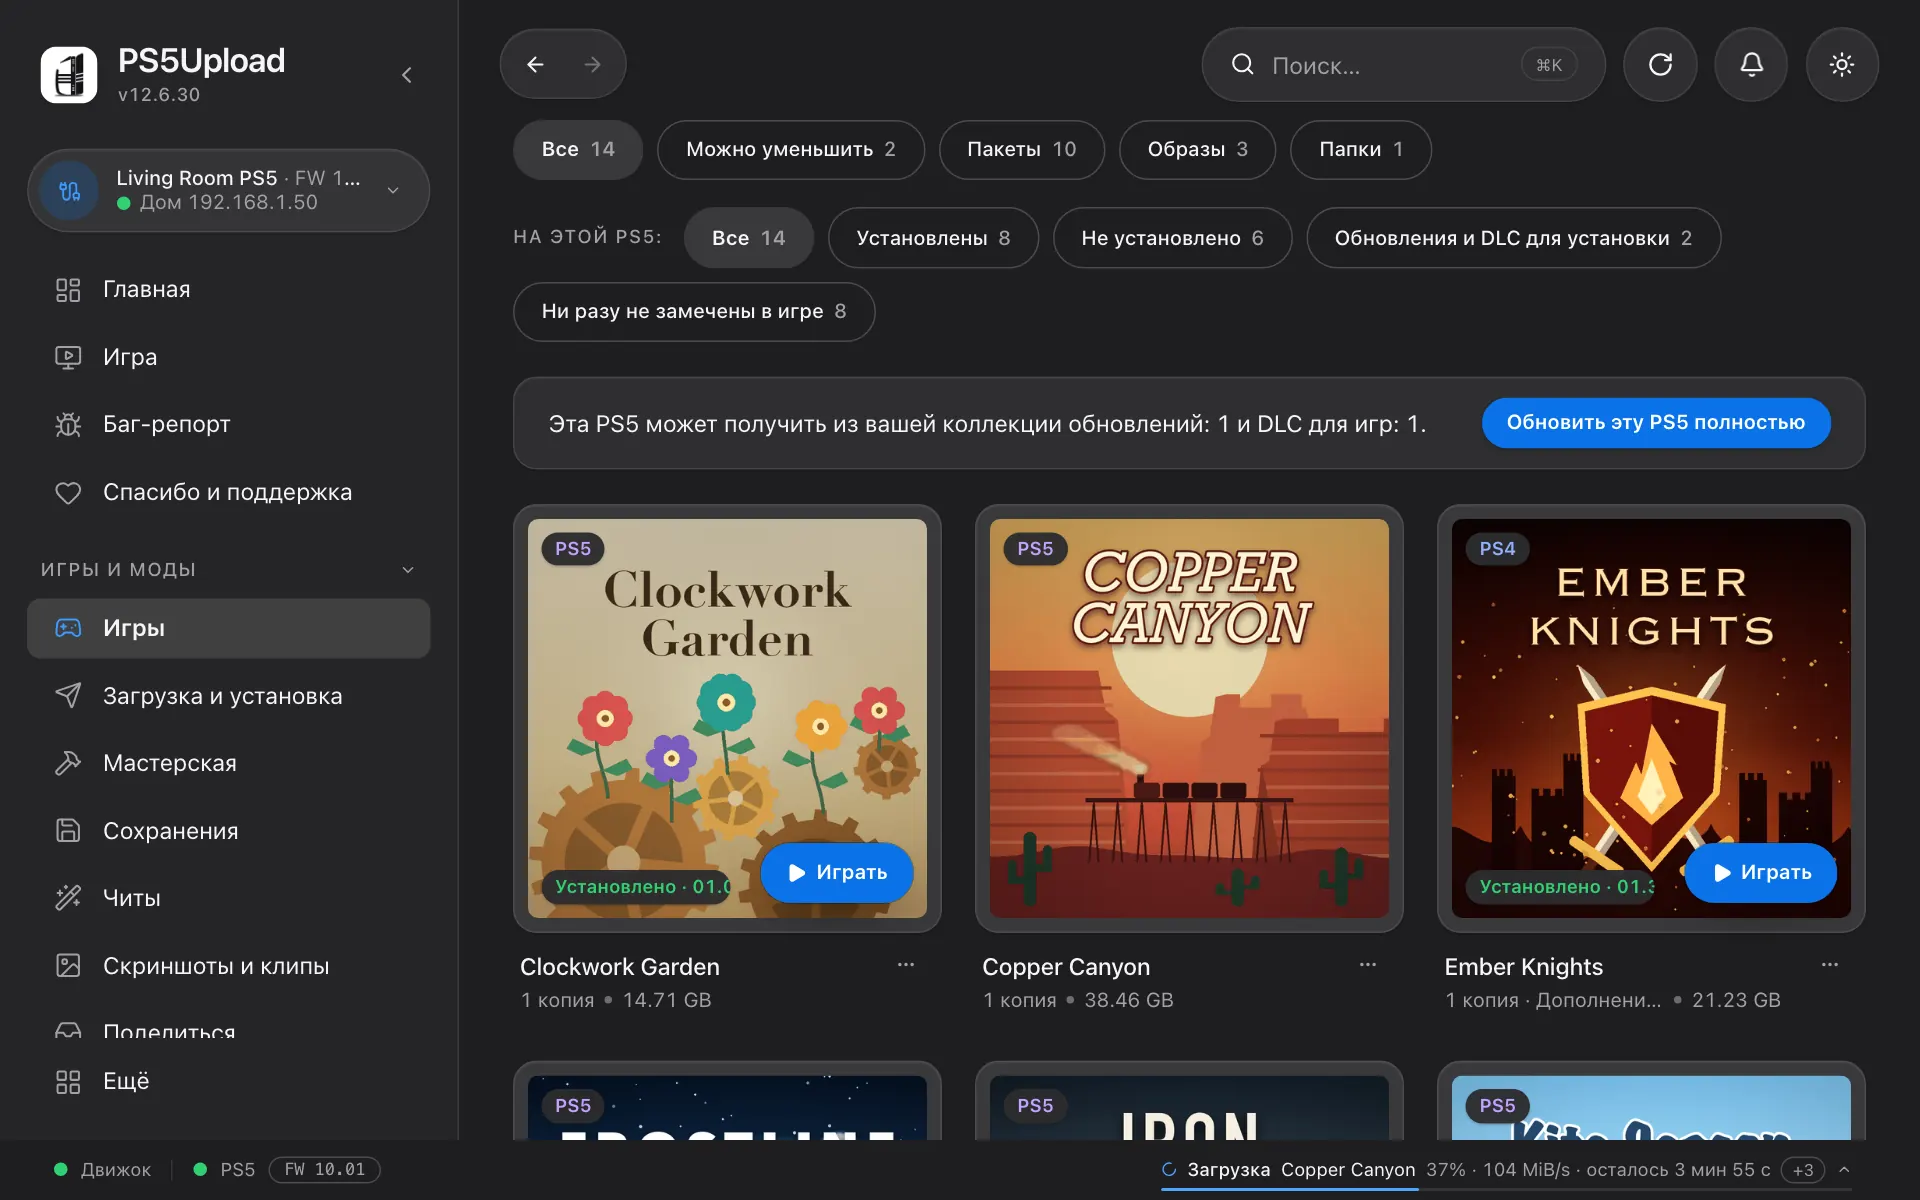 PS5Upload
v12.6.30
Living Room PS5 · FW 1...
Дом 192.168.1.50
Главная
Игра
Баг-репорт
Спасибо и поддержка
ИГРЫ И МОДЫ
Игры
Загрузка и установка
Мастерская
Сохранения
Читы
Скриншоты и клипы
Поделиться
Ещё
Поиск...
⌘K
Все 14
Можно уменьшить 2
Пакеты 10
Образы 3
Папки 1
НА ЭТОЙ PS5:
Все 14
Установлены 8
Не установлено 6
Обновления и DLC для установки 2
Ни разу не замечены в игре 8
Эта PS5 может получить из вашей коллекции обновлений: 1 и DLC для игр: 1.
Обновить эту PS5 полностью
PS5
Clockwork
Garden
Установлено · 01.0
Играть
Clockwork Garden
1 копия • 14.71 GB
PS5
COPPER
CANYON
Copper Canyon
1 копия • 38.46 GB
PS4
EMBER
KNIGHTS
Установлено · 01.3
Играть
Ember Knights
1 копия · Дополнени... • 21.23 GB
PS5
PS5
IRON
PS5
Движок
PS5
FW 10.01
Загрузка Copper Canyon 37% · 104 MiB/s · осталось 3 мин 55 с
+3